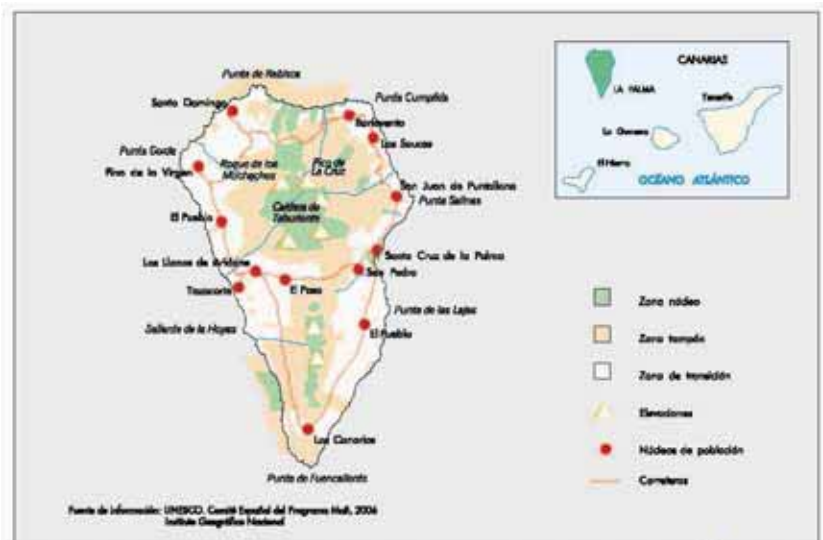 Punta de
Santo Domingo
Punta Cumplida
Barlovento
Los Sauces
Punta Gorda
Roque de los
Muchachos
Pico de
La Cruz
Pino de la Virgen
San Juan de Puntallana
Punta Salinas
Caldera de
Taburiente
El Pueblo
Santa Cruz de la Palma
Los Llanos de Aridane
San Pedro
Tazacorte
El Paso
Punta de las Lajas
El Pueblo
Los Canarios
Punta de Fuencaliente
CANARIAS
LA PALMA
Tenerife
La Gomera
El Hierro
OCÉANO ATLÁNTICO
Zona núcleo
Zona tampón
Zona de transición
Elevaciones
Núcleos de población
Carreteras
Fuente de información: UNESCO. Comité Español del Programa MaB, 2006
Instituto Geográfico Nacional